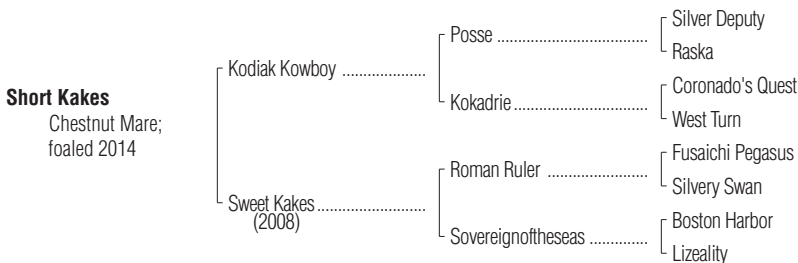 Short Kakes
Chestnut Mare;
foaled 2014
Kodiak Kowboy
Sweet Kakes
(2008)
Posse
Kokadrie
Roman Ruler
Sovereignoftheseas
Silver Deputy
Raska
Coronado's Quest
West Turn
Fusaichi Pegasus
Silvery Swan
Boston Harbor
Lizeality